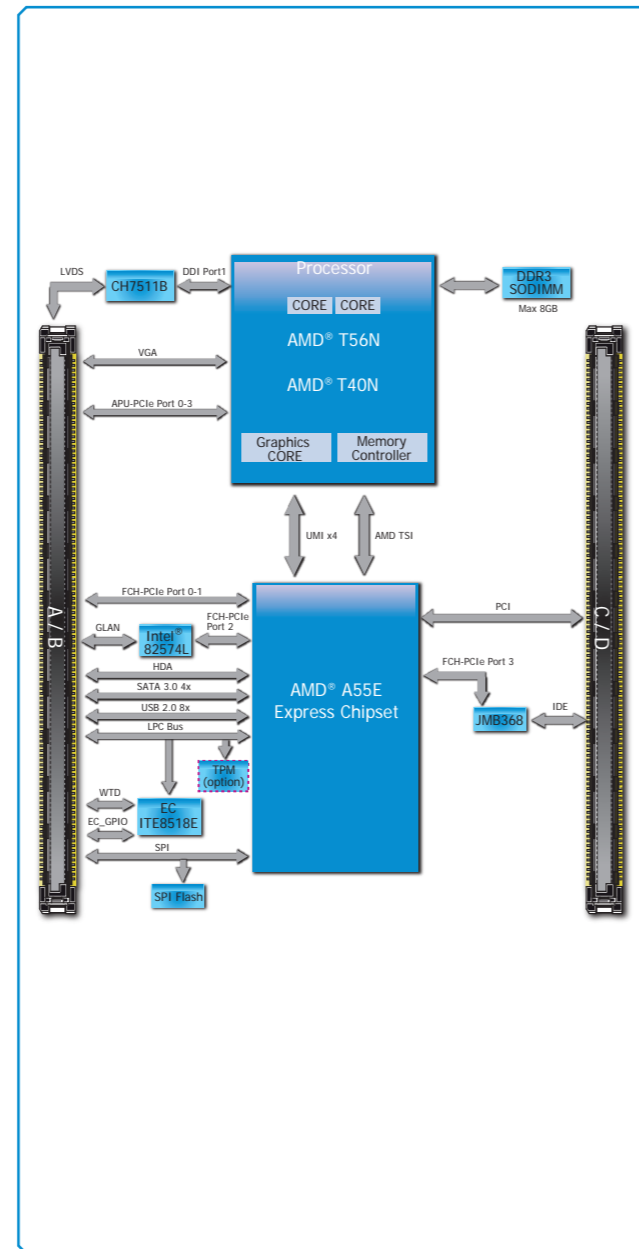 Processor
LVDS
DDI Port1
CH7511B
DDR3
SODIMM
Max 8GB
CORE CORE
AMD® T56N
VGA
AMD® T40N
APU-PCIe Port 0-3
Graphics
CORE
Memory
Controller
UMI x4
AMD TSI
FCH-PCIe Port 0-1
PCI
A / B
C / D
GLAN
Intel®
82574L
FCH-PCIe
Port 2
HDA
FCH-PCIe Port 3
SATA 3.0 4x
AMD® A55E
Express Chipset
USB 2.0 8x
IDE
JMB368
LPC Bus
TPM
(option)
WTD
EC
ITE8518E
EC_GPIO
SPI
SPI Flash